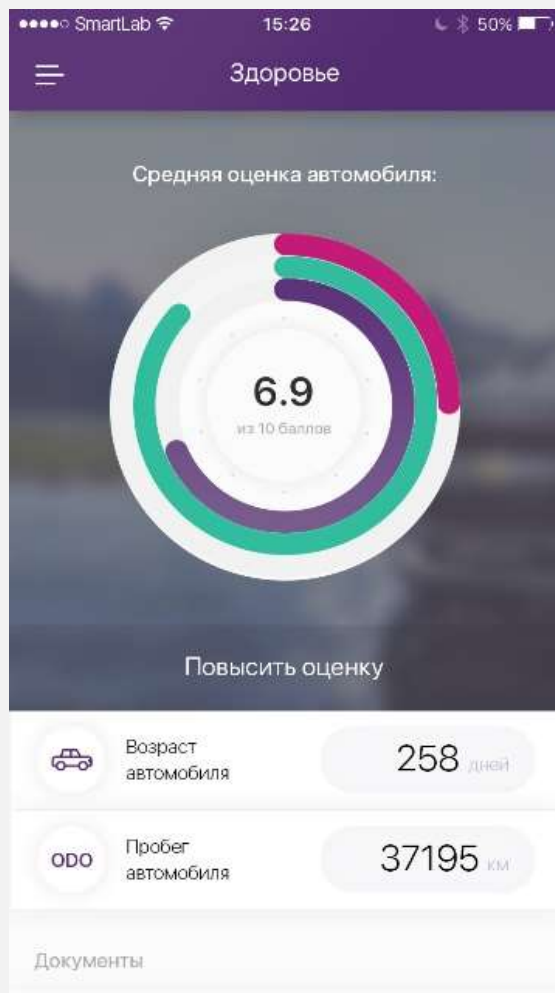 SmartLab 15:26 50%
Здоровье
Средняя оценка автомобиля:
6.9
из 10 баллов
Повысить оценку
Возраст
автомобиля
258 дней
ODO
Пробег
автомобиля
37195 км
Документы